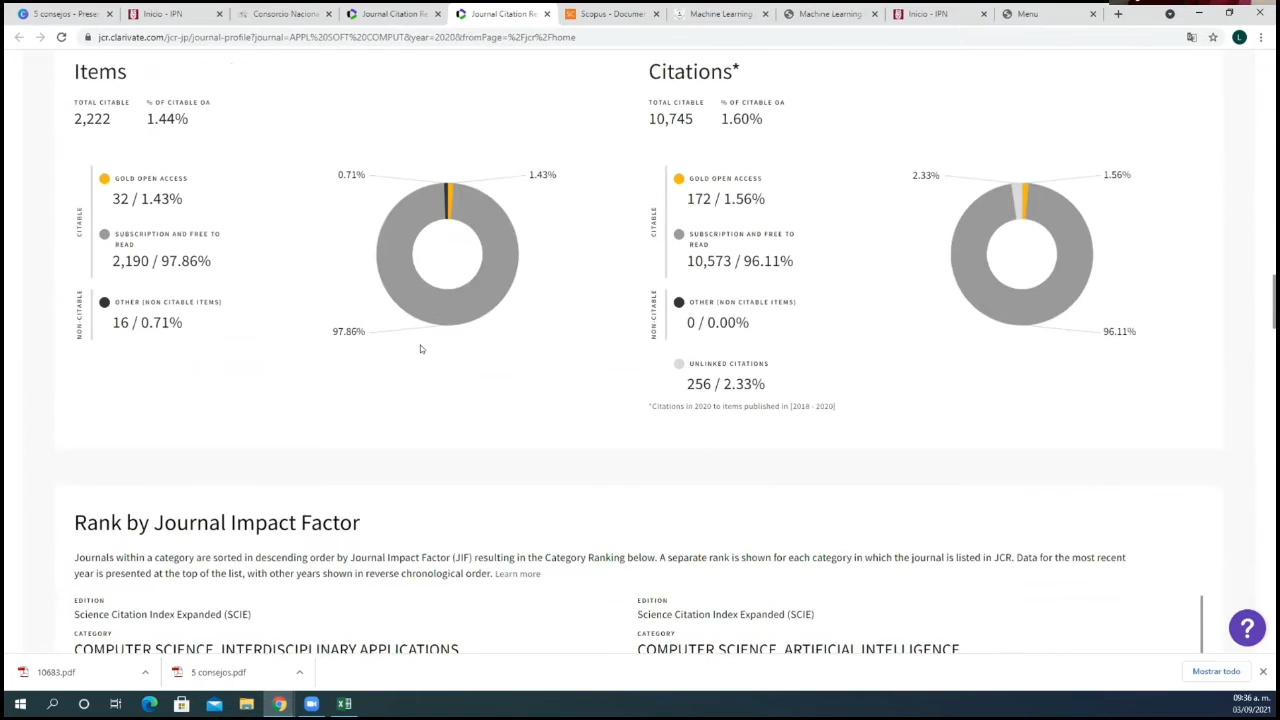 5 consejos - Prese
Inicio - IPN
Consorcio Naciona
Journal Citation Re
Journal Citation Re
Scopus - Documen
Machine Learning
Machine Learning
Inicio - IPN
Menu
jcr.clarivate.com/jcr-jp/journal-profile?journal=APPL%20SOFT%20COMPUT&year=2020&fromPage=%2Fjcr%2Fhome
L
Items
TOTAL CITABLE % OF CITABLE OA
2,222 1.44%
CITABLE
GOLD OPEN ACCESS
32 / 1.43%
SUBSCRIPTION AND FREE TO
READ
2,190 / 97.86%
NON-CITABLE
OTHER (NON CITABLE ITEMS)
16 / 0.71%
0.71%
1.43%
97.86%
Citations*
TOTAL CITABLE % OF CITABLE OA
10,745 1.60%
CITABLE
GOLD OPEN ACCESS
172 / 1.56%
SUBSCRIPTION AND FREE TO
READ
10,573 / 96.11%
NON-CITABLE
OTHER (NON CITABLE ITEMS)
0 / 0.00%
UNLINKED CITATIONS
256 / 2.33%
*Citations in 2020 to items published in [2018 - 2020]
2.33%
1.56%
96.11%
Rank by Journal Impact Factor
Journals within a category are sorted in descending order by Journal Impact Factor (JIF) resulting in the Category Ranking below. A separate rank is shown for each category in which the journal is listed in JCR. Data for the most recent
year is presented at the top of the list, with other years shown in reverse chronological order. Learn more
EDITION
Science Citation Index Expanded (SCIE)
CATEGORY
COMPUTER SCIENCE, INTERDISCIPLINARY APPLICATIONS
EDITION
Science Citation Index Expanded (SCIE)
CATEGORY
COMPUTER SCIENCE, ARTIFICIAL INTELLIGENCE
?
10683.pdf
5 consejos.pdf
Mostrar todo
09:36 a. m.
03/09/2021